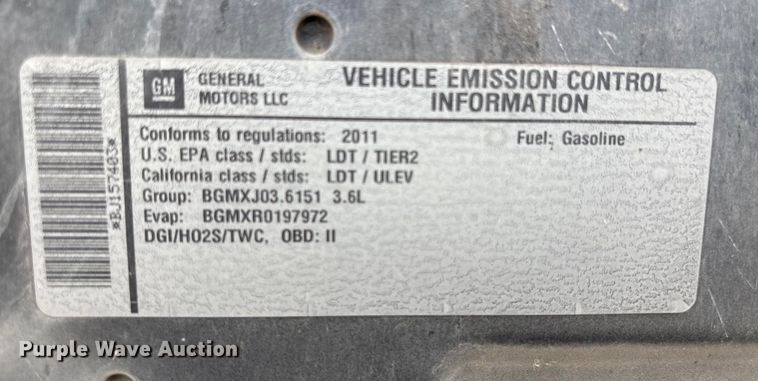 *BJ157403*
GM
GENERAL
MOTORS LLC
VEHICLE EMISSION CONTROL
INFORMATION
Conforms to regulations: 2011
Fuel: Gasoline
U.S. EPA class / stds: LDT / TIER2
California class / stds: LDT / ULEV
Group: BGMXJ03.6151 3.6L
Evap: BGMXR0197972
DGI/HO2S/TWC, OBD: II
Purple Wave Auction